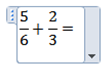 5/6 + 2/3 =